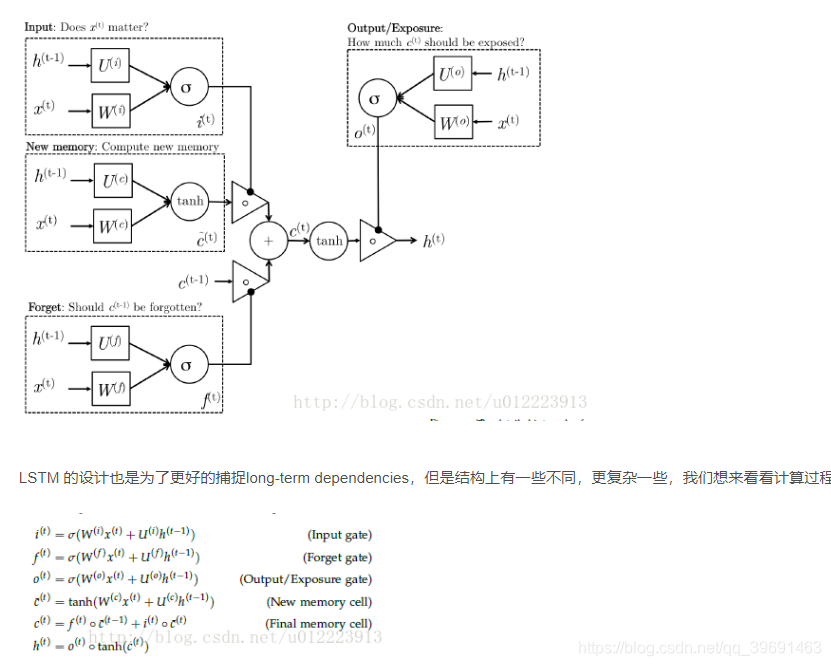 Input: Does x^(t) matter?
h^(t-1)
U^(i)
σ
x^(t)
W^(i)
i^(t)
Output/Exposure:
How much c^(t) should be exposed?
U^(o)
h^(t-1)
σ
o^(t)
W^(o)
x^(t)
New memory: Compute new memory
h^(t-1)
U^(c)
tanh
x^(t)
W^(c)
c̃^(t)
+
c^(t)
tanh
h^(t)
c^(t-1)
Forget: Should c^(t-1) be forgotten?
h^(t-1)
U^(f)
σ
x^(t)
W^(f)
f^(t)
http://blog.csdn.net/u012223913
LSTM 的设计也是为了更好的捕捉long-term dependencies，但是结构上有一些不同，更复杂一些，我们想来看看计算过程
i^(t) = σ(W^(i)x^(t) + U^(i)h^(t−1)) (Input gate)
f^(t) = σ(W^(f)x^(t) + U^(f)h^(t−1)) (Forget gate)
o^(t) = σ(W^(o)x^(t) + U^(o)h^(t−1)) (Output/Exposure gate)
c̃^(t) = tanh(W^(c)x^(t) + U^(c)h^(t−1)) (New memory cell)
c^(t) = f^(t) ∘ c̃^(t−1) + i^(t) ∘ c̃^(t) (Final memory cell)
h^(t) = o^(t) ∘ tanh(c^(t))
http://blog.csdn.net/u012223913
https://blog.csdn.net/qq_39691463